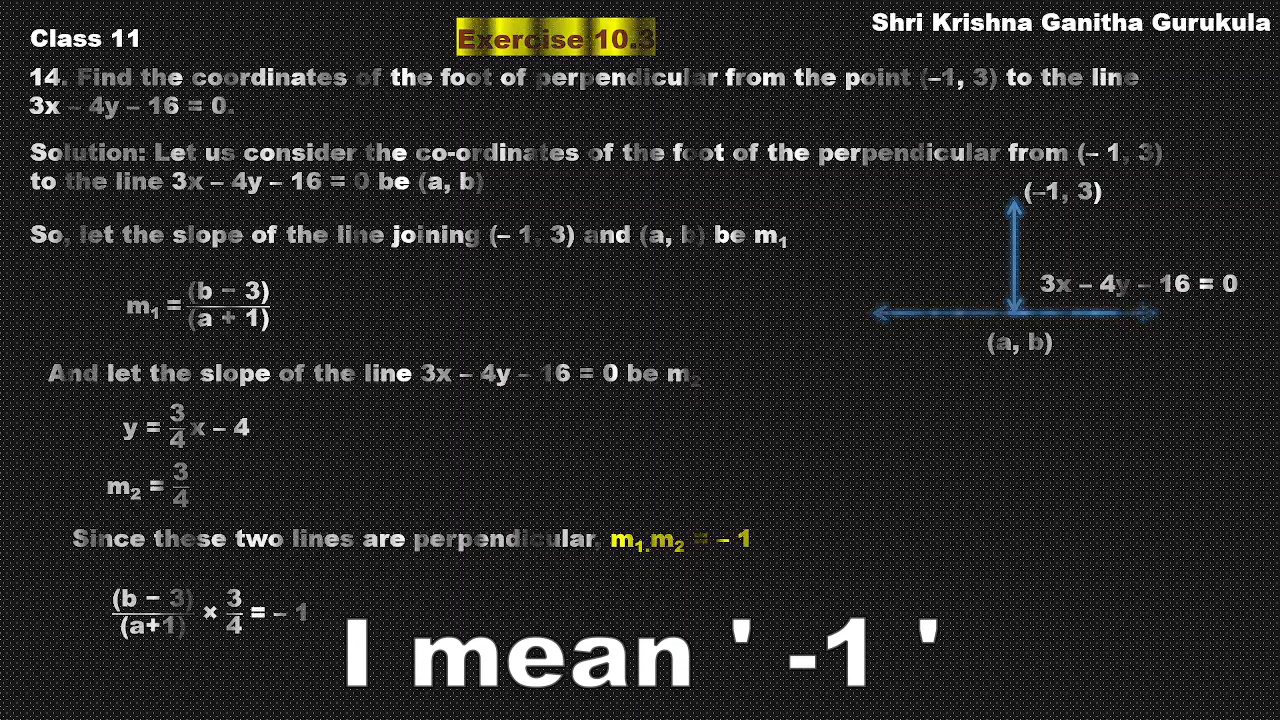 Shri Krishna Ganitha Gurukula
Class 11
Exercise 10.3
14. Find the coordinates of the foot of perpendicular from the point (–1, 3) to the line
3x – 4y – 16 = 0.
Solution: Let us consider the co-ordinates of the foot of the perpendicular from (– 1, 3)
to the line 3x – 4y – 16 = 0 be (a, b)
(–1, 3)
So, let the slope of the line joining (– 1, 3) and (a, b) be m₁
3x – 4y – 16 = 0
(a, b)
m₁ = (b − 3)/(a + 1)
And let the slope of the line 3x – 4y – 16 = 0 be m₂
y = 3/4 x – 4
m₂ = 3/4
Since these two lines are perpendicular, m₁.m₂ = – 1
(b − 3)/(a+1) × 3/4 = – 1
I mean ' -1 '